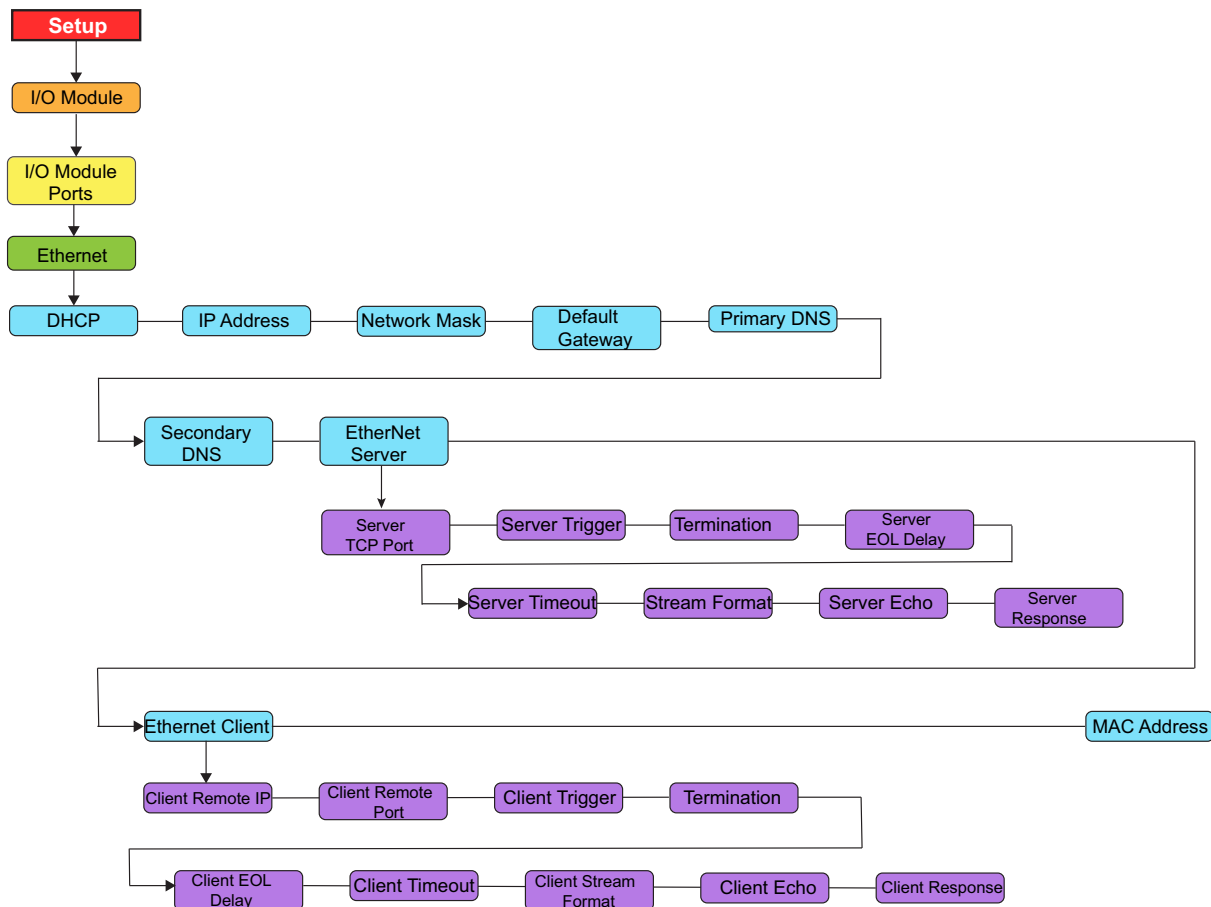 Setup
I/O Module
I/O Module
Ports
Ethernet
DHCP
IP Address
Network Mask
Default
Gateway
Primary DNS
Secondary
DNS
EtherNet
Server
Server
TCP Port
Server Trigger
Termination
Server
EOL Delay
Server Timeout
Stream Format
Server Echo
Server
Response
Ethernet Client
MAC Address
Client Remote IP
Client Remote
Port
Client Trigger
Termination
Client EOL
Delay
Client Timeout
Client Stream
Format
Client Echo
Client Response